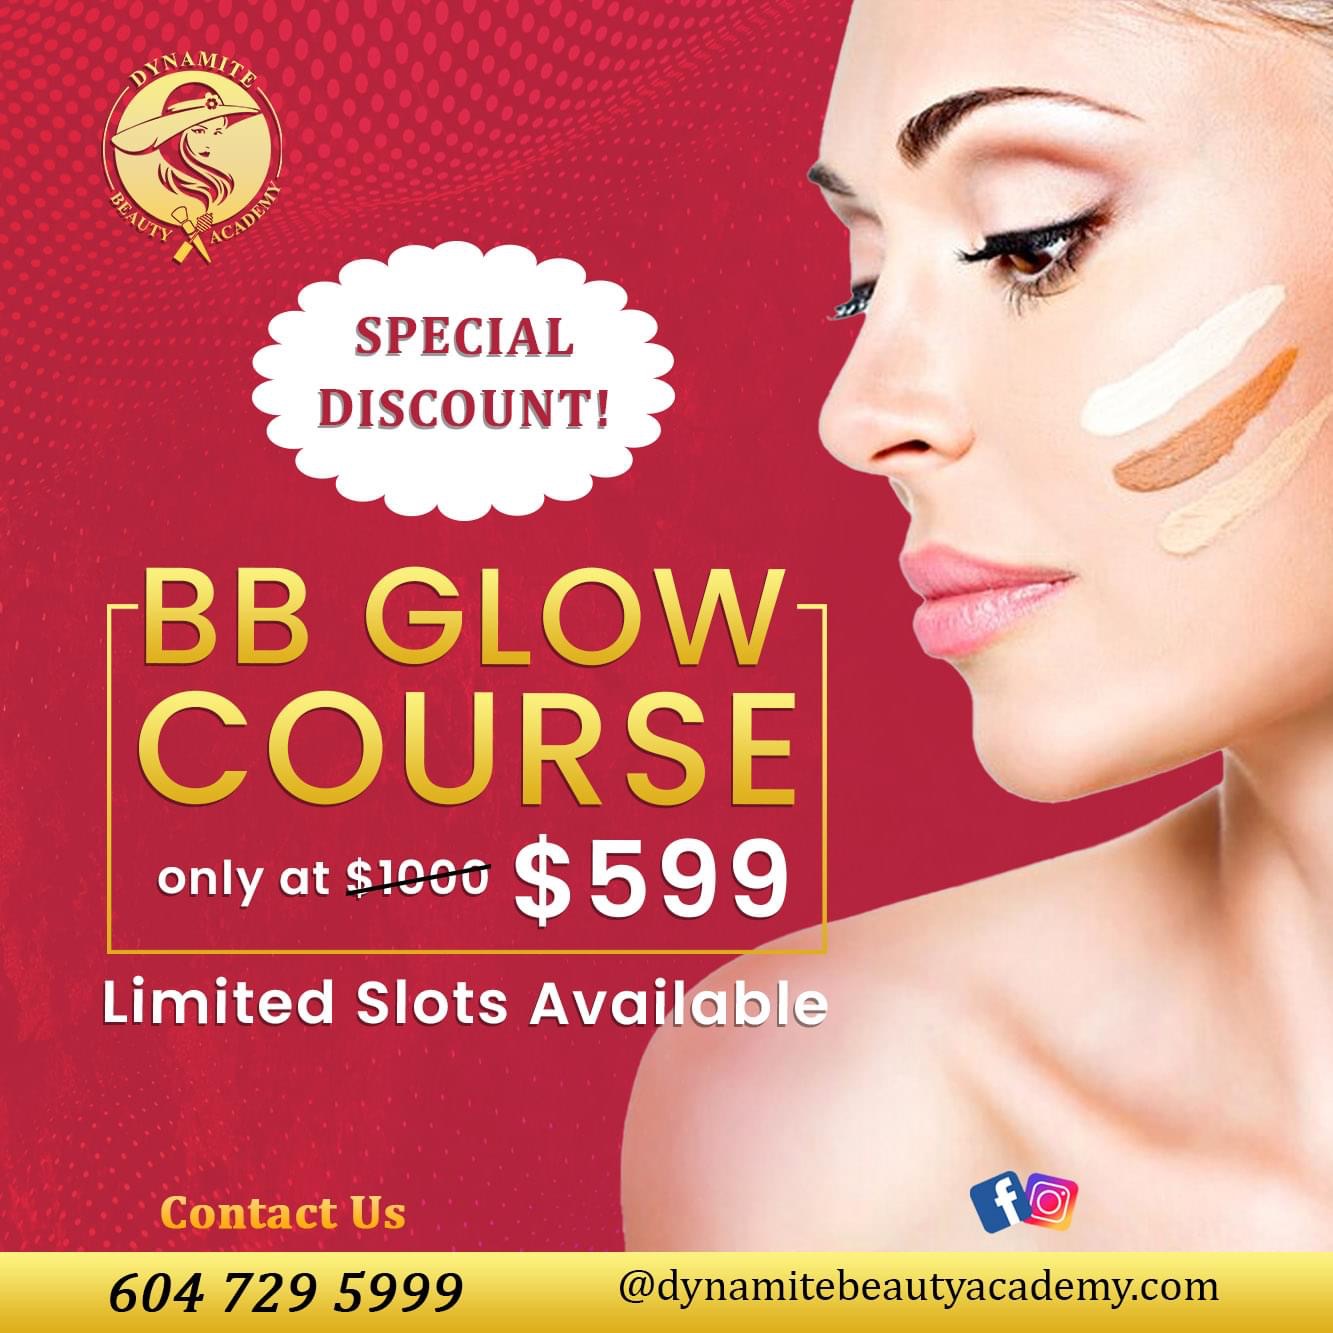 DYNAMITE
BEAUTY ACADEMY
SPECIAL
DISCOUNT!
BB GLOW
COURSE
only at $1000 $599
Limited Slots Available
Contact Us
604 729 5999
@dynamitebeautyacademy.com